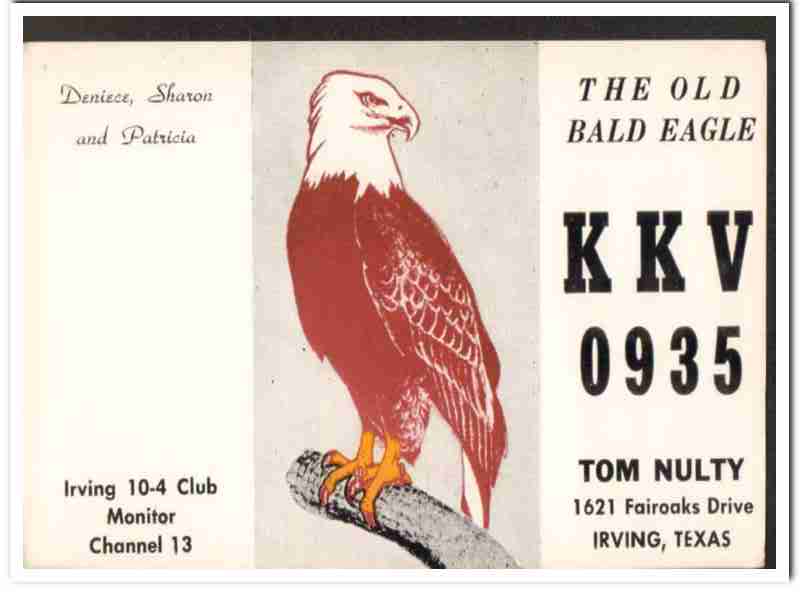 Deniece, Sharon
and Patricia
Irving 10-4 Club
Monitor
Channel 13
THE OLD
BALD EAGLE
KKV
0935
TOM NULTY
1621 Fairoaks Drive
IRVING, TEXAS